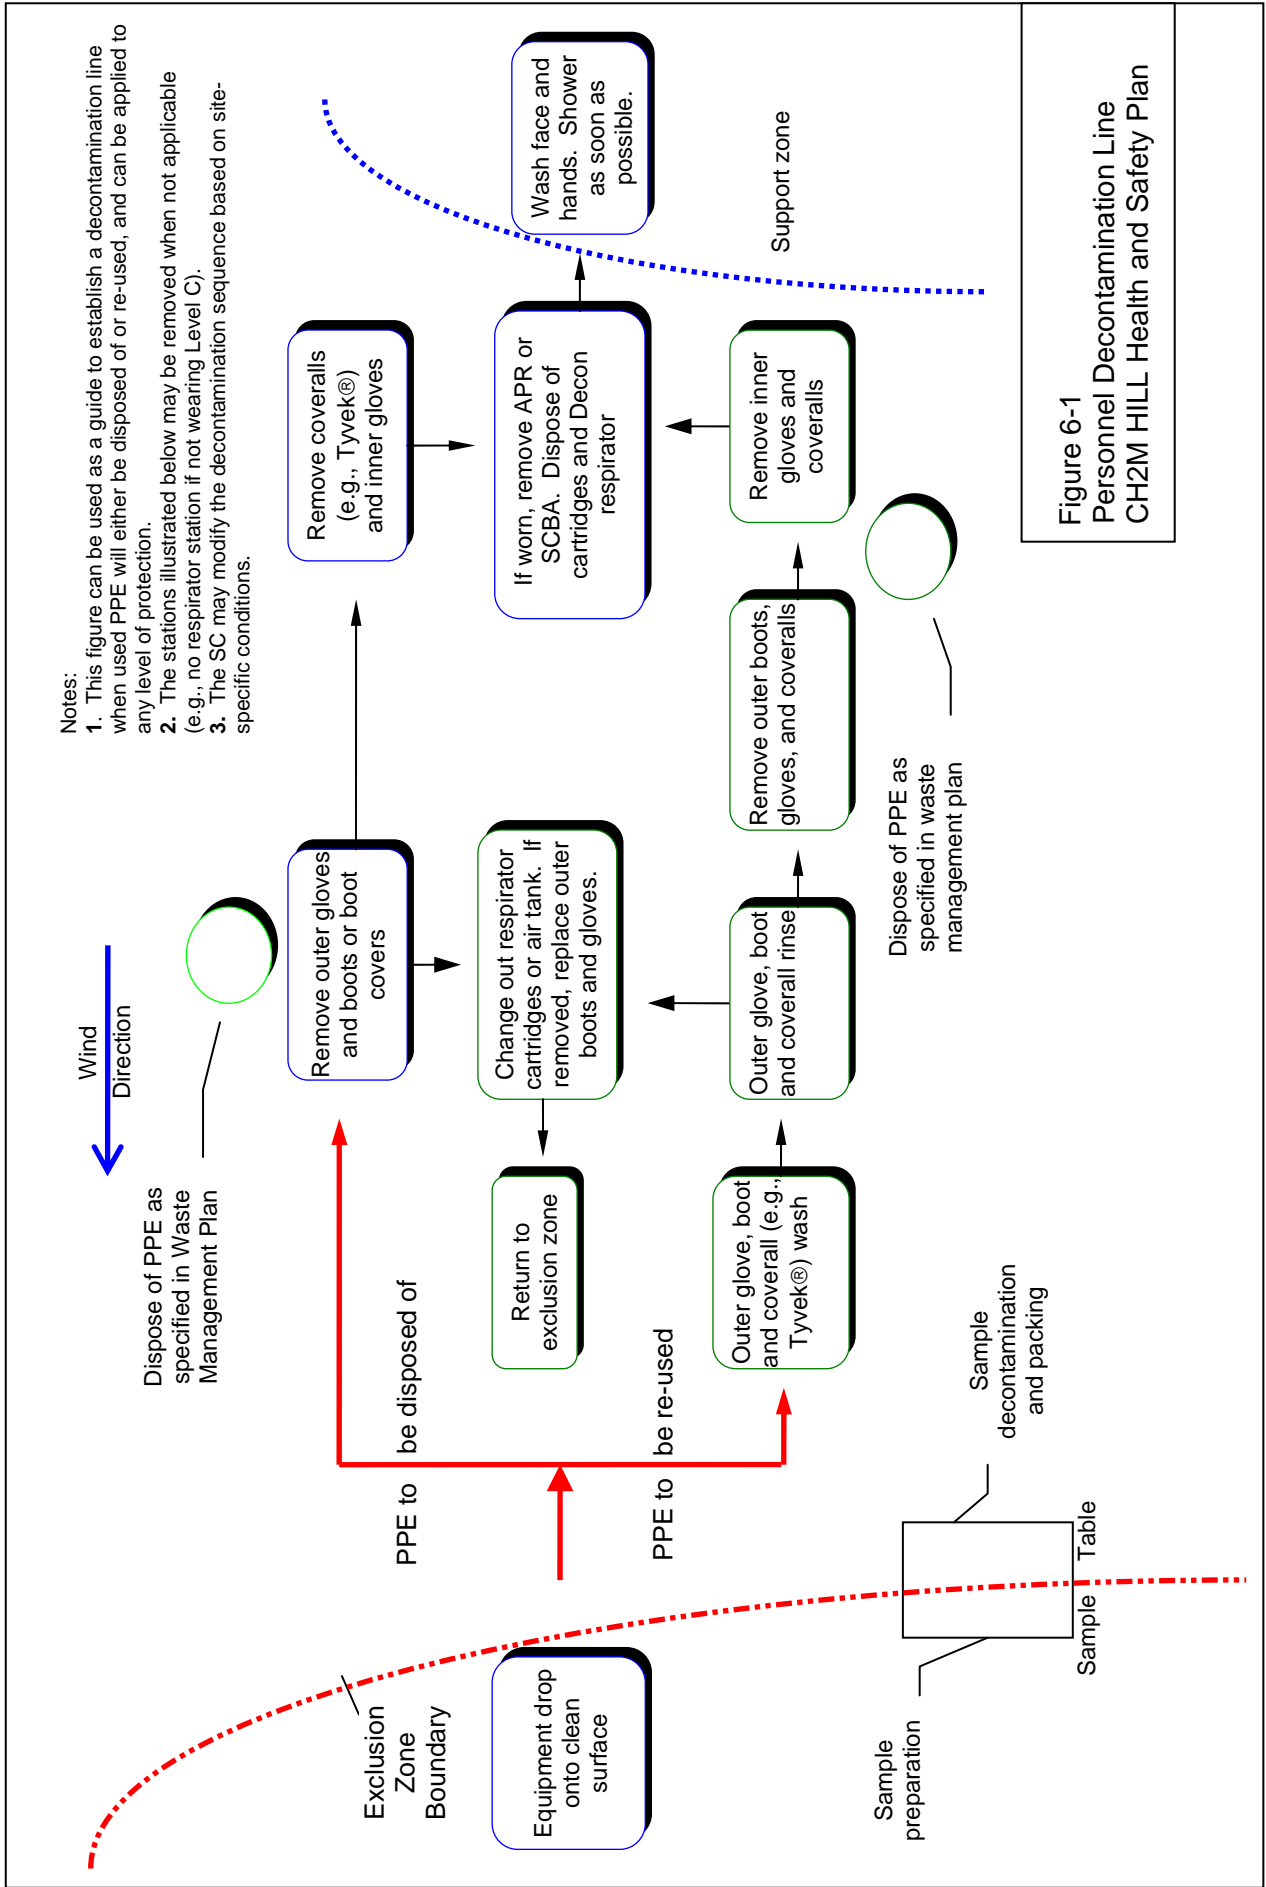 Notes:
1. This figure can be used as a guide to establish a decontamination line
when used PPE will either be disposed of or re-used, and can be applied to
any level of protection.
2. The stations illustrated below may be removed when not applicable
(e.g., no respirator station if not wearing Level C).
3. The SC may modify the decontamination sequence based on site-
specific conditions.
Wind
Direction
Dispose of PPE as
specified in Waste
Management Plan
Exclusion
Zone
Boundary
Equipment drop
onto clean
surface
PPE to be disposed of
PPE to be re-used
Remove outer gloves
and boots or boot
covers
Remove coveralls
(e.g., Tyvek®)
and inner gloves
Return to
exclusion zone
Change out respirator
cartridges or air tank. If
removed, replace outer
boots and gloves.
If worn, remove APR or
SCBA. Dispose of
cartridges and Decon
respirator
Wash face and
hands. Shower
as soon as
possible.
Outer glove, boot
and coverall (e.g.,
Tyvek®) wash
Outer glove, boot
and coverall rinse
Remove outer boots,
gloves, and coveralls
Remove inner
gloves and
coveralls
Support zone
Dispose of PPE as
specified in waste
management plan
Sample
preparation
Sample
decontamination
and packing
Sample Table
Figure 6-1
Personnel Decontamination Line
CH2M HILL Health and Safety Plan